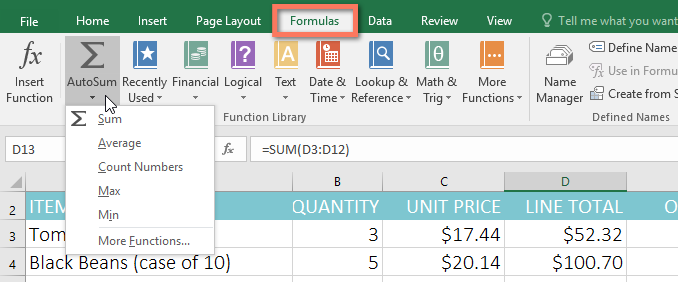 File Home Insert Page Layout Formulas Data Review View Tell me what you want
fx Σ θ
Insert Function AutoSum Recently Used Financial Logical Text A Date & Time Lookup & Reference Math & Trig More Functions Name Manager
Define Name
Use in Formu
Create from S
Function Library Defined Names
Σ Sum
Average
Count Numbers
Max
Min
More Functions...
D13 fx =SUM(D3:D12)
B C D
2 ITEM QUANTITY UNIT PRICE LINE TOTAL O
3 Tom 3 $17.44 $52.32
4 Black Beans (case of 10) 5 $20.14 $100.70